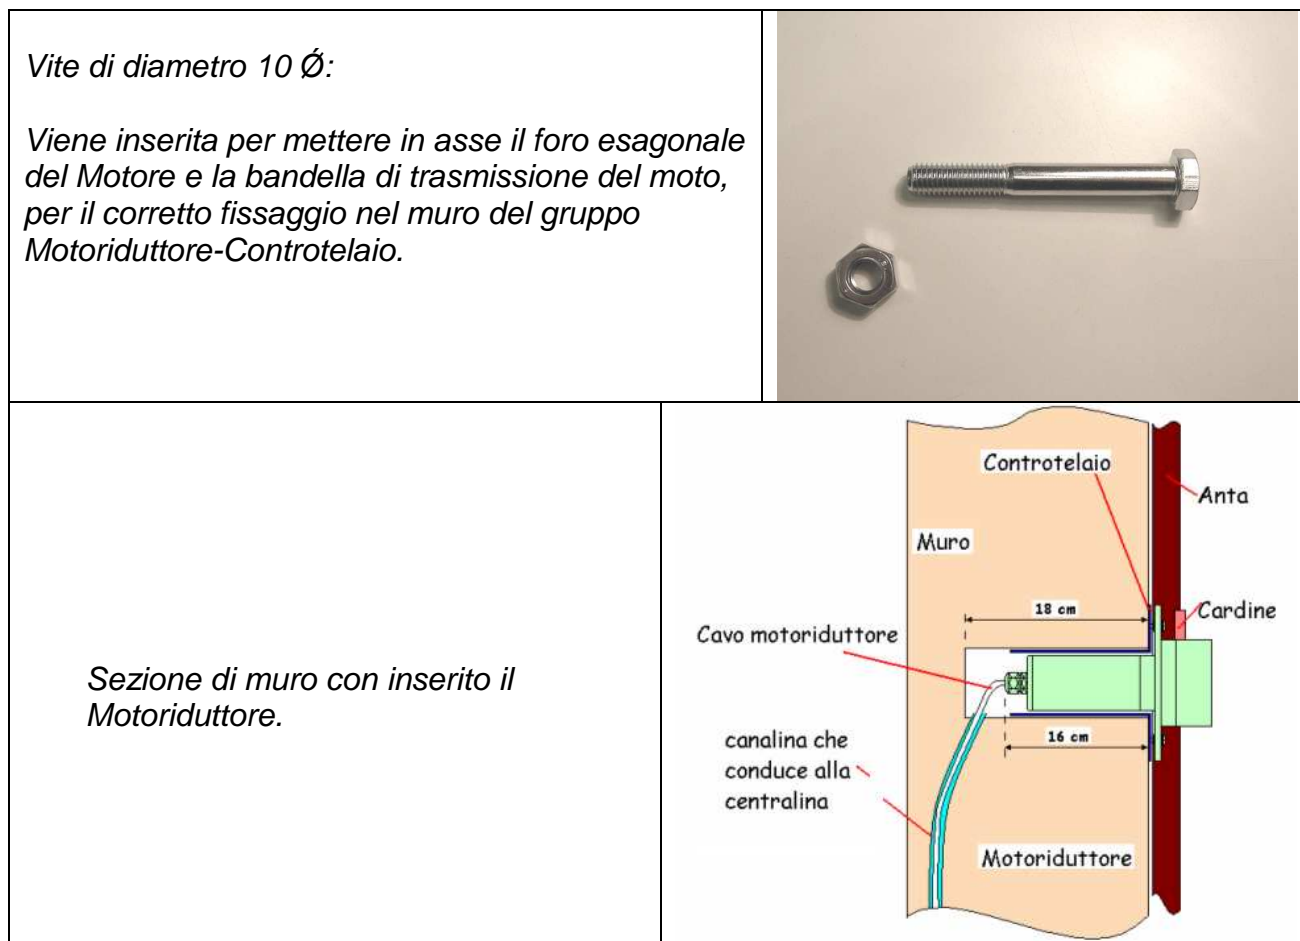 Vite di diametro 10 Ǿ:
Viene inserita per mettere in asse il foro esagonale
del Motore e la bandella di trasmissione del moto,
per il corretto fissaggio nel muro del gruppo
Motoriduttore-Controtelaio.
Sezione di muro con inserito il
Motoriduttore.
Controtelaio
Anta
Muro
18 cm
Cardine
Cavo motoriduttore
16 cm
canalina che
conduce alla
centralina
Motoriduttore